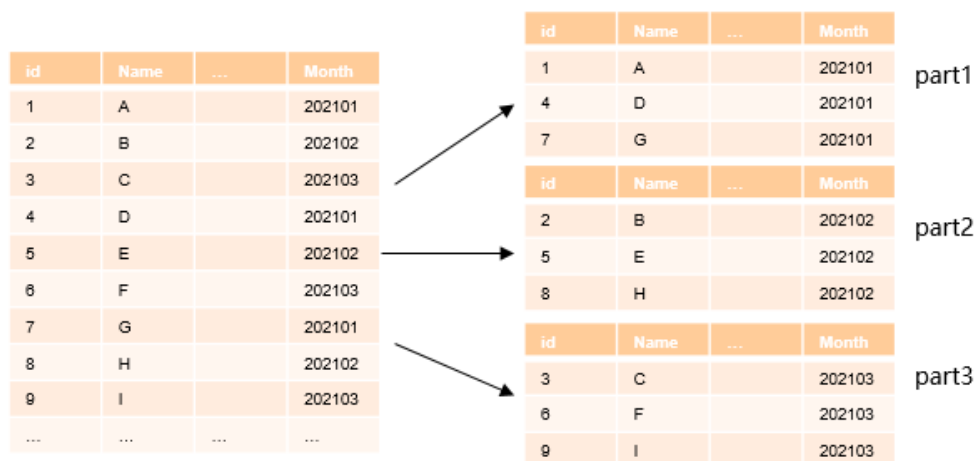 id Name ... Month
1 A 202101
2 B 202102
3 C 202103
4 D 202101
5 E 202102
6 F 202103
7 G 202101
8 H 202102
9 I 202103
... ... ... ...
id Name ... Month
1 A 202101
4 D 202101
7 G 202101
part1
id Name ... Month
2 B 202102
5 E 202102
8 H 202102
part2
id Name ... Month
3 C 202103
6 F 202103
9 I 202103
part3